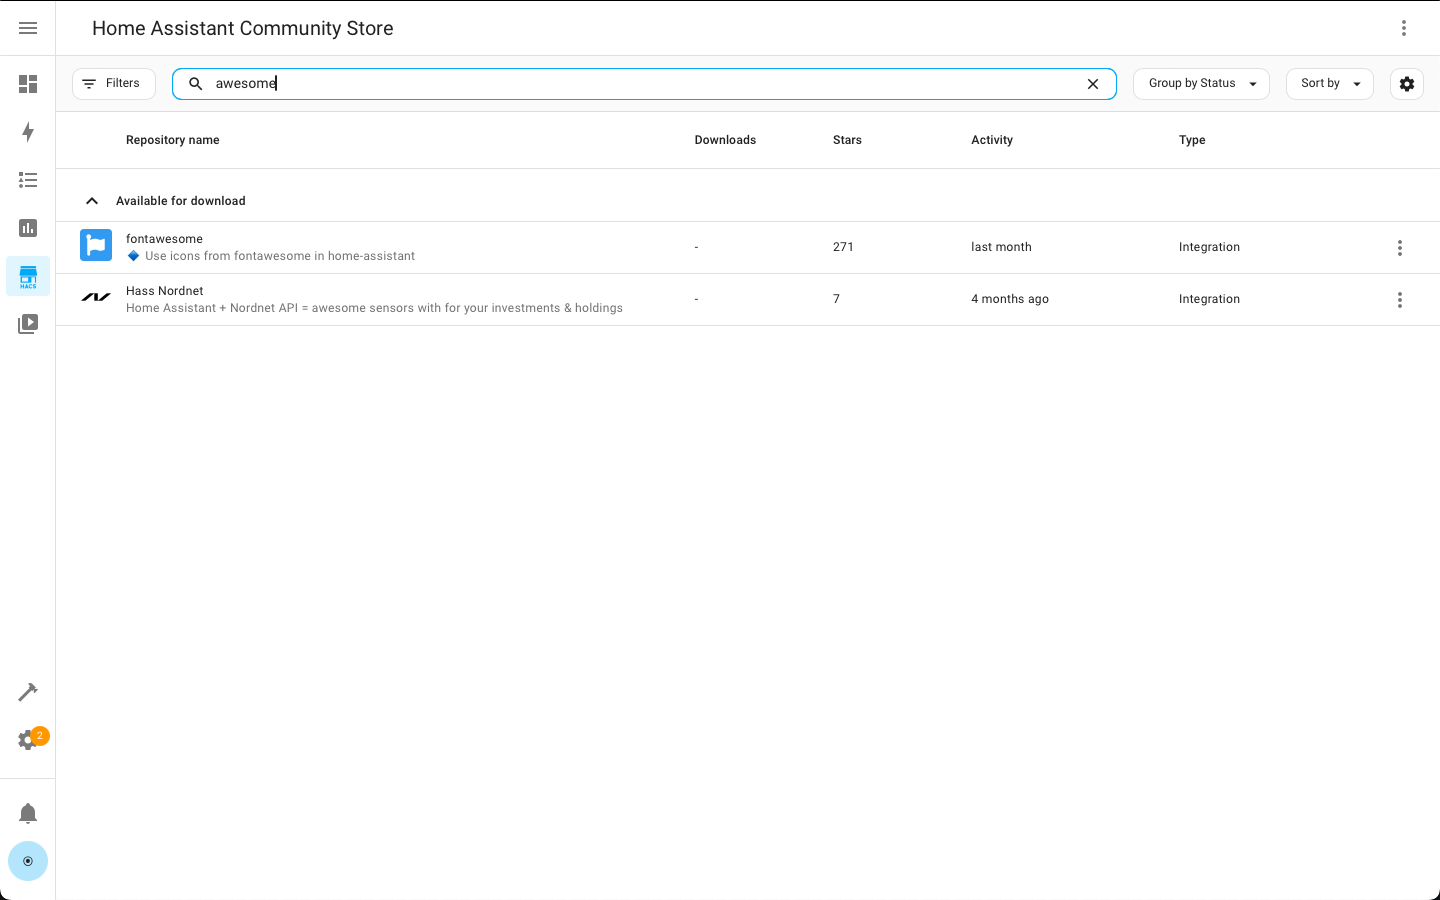 Home Assistant Community Store
Filters
awesome
Group by Status
Sort by
Repository name Downloads Stars Activity Type
Available for download
fontawesome
Use icons from fontawesome in home-assistant
- 271 last month Integration
Hass Nordnet
Home Assistant + Nordnet API = awesome sensors with for your investments & holdings
- 7 4 months ago Integration
HACS
2